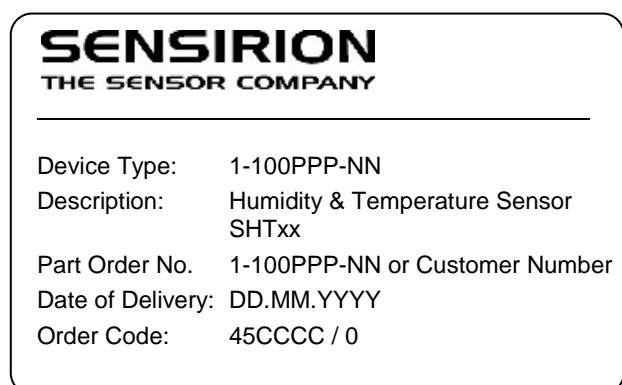 SENSIRION
THE SENSOR COMPANY
Device Type: 1-100PPP-NN
Description: Humidity & Temperature Sensor
SHTxx
Part Order No. 1-100PPP-NN or Customer Number
Date of Delivery: DD.MM.YYYY
Order Code: 45CCCC / 0